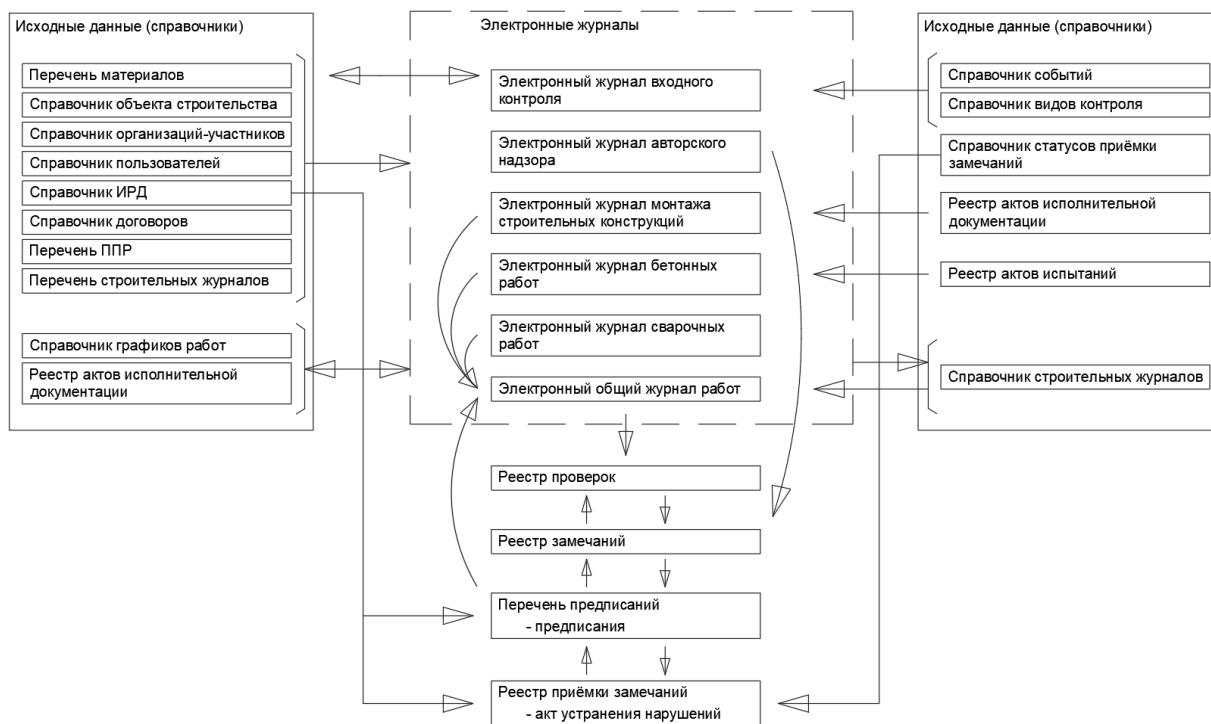 Исходные данные (справочники)
Перечень материалов
Справочник объекта строительства
Справочник организаций-участников
Справочник пользователей
Справочник ИРД
Справочник договоров
Перечень ППР
Перечень строительных журналов
Справочник графиков работ
Реестр актов исполнительной
документации
Электронные журналы
Электронный журнал входного
контроля
Электронный журнал авторского
надзора
Электронный журнал монтажа
строительных конструкций
Электронный журнал бетонных
работ
Электронный журнал сварочных
работ
Электронный общий журнал работ
Реестр проверок
Реестр замечаний
Перечень предписаний
- предписания
Реестр приёмки замечаний
- акт устранения нарушений
Исходные данные (справочники)
Справочник событий
Справочник видов контроля
Справочник статусов приёмки
замечаний
Реестр актов исполнительной
документации
Реестр актов испытаний
Справочник строительных журналов